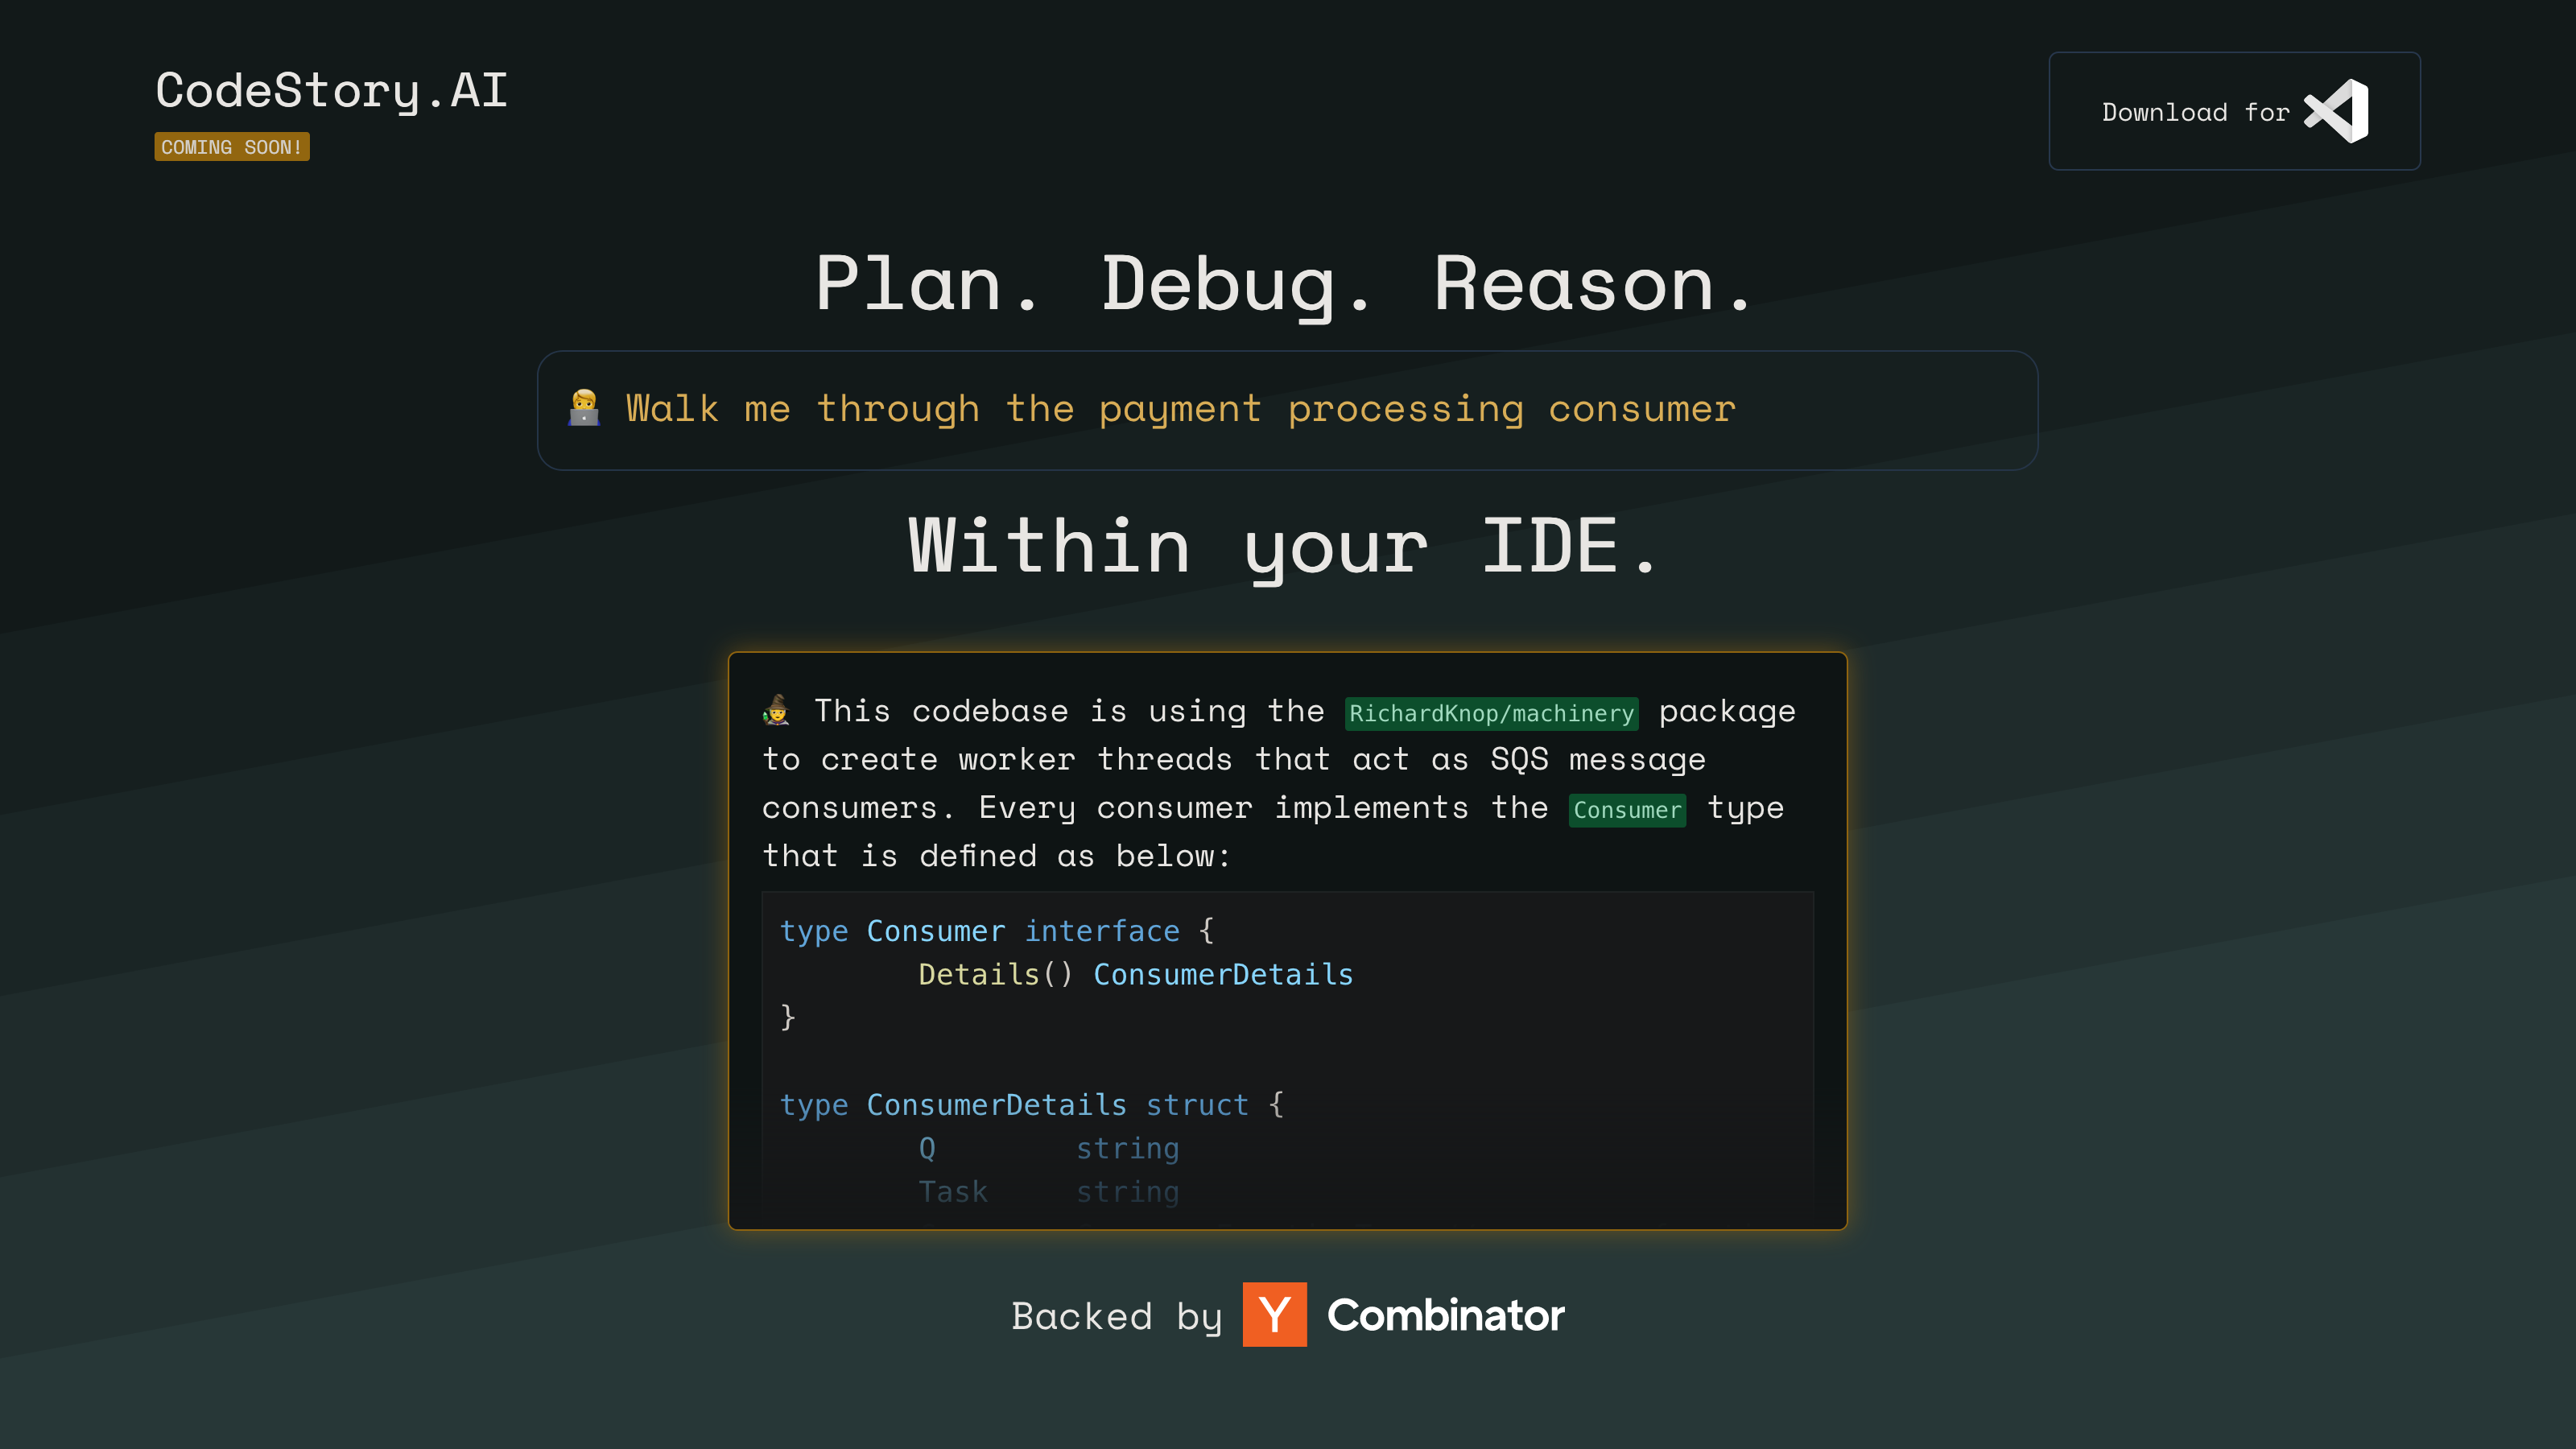 CodeStory.AI
COMING SOON!
Download for
Plan. Debug. Reason.
Walk me through the payment processing consumer
Within your IDE.
This codebase is using the RichardKnop/machinery package
to create worker threads that act as SQS message
consumers. Every consumer implements the Consumer type
that is defined as below:
type Consumer interface {
Details() ConsumerDetails
}
type ConsumerDetails struct {
Q string
Task string
Backed by Y Combinator